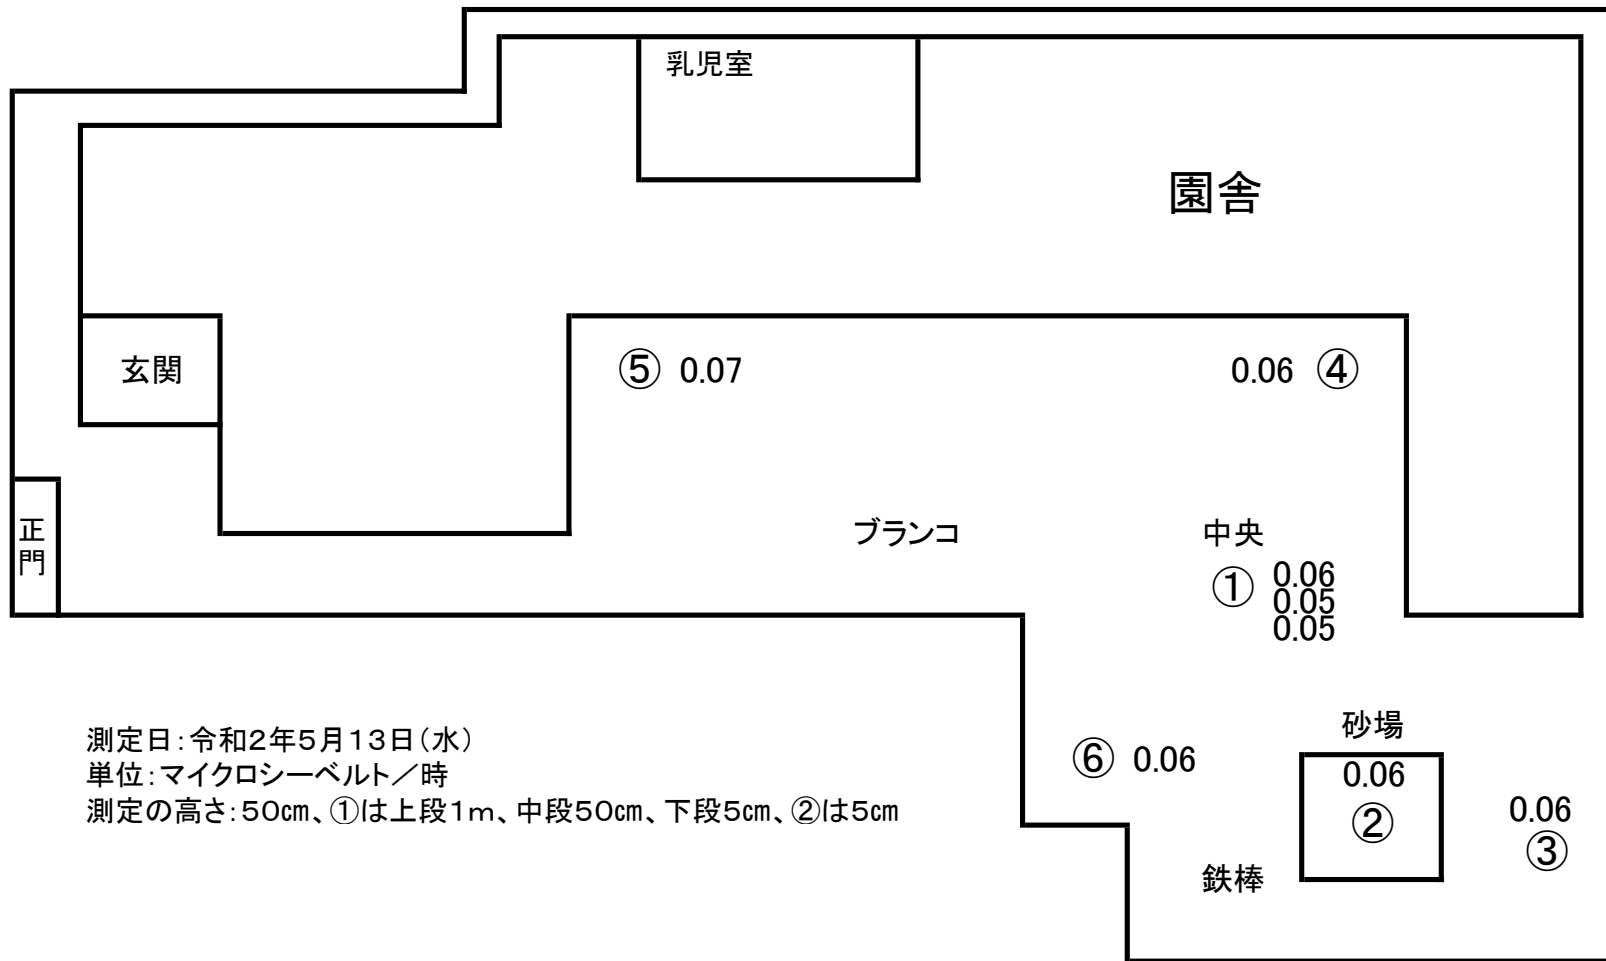 乳児室
園舎
玄関
⑤ 0.07
0.06 ④
正門
ブランコ
中央
①
0.06
0.05
0.05
砂場
⑥ 0.06
0.06
②
0.06
③
鉄棒
測定日：令和２年５月１３日（水）
単位：マイクロシーベルト／時
測定の高さ：５０㎝、①は上段１ｍ、中段５０㎝、下段５㎝、②は５㎝